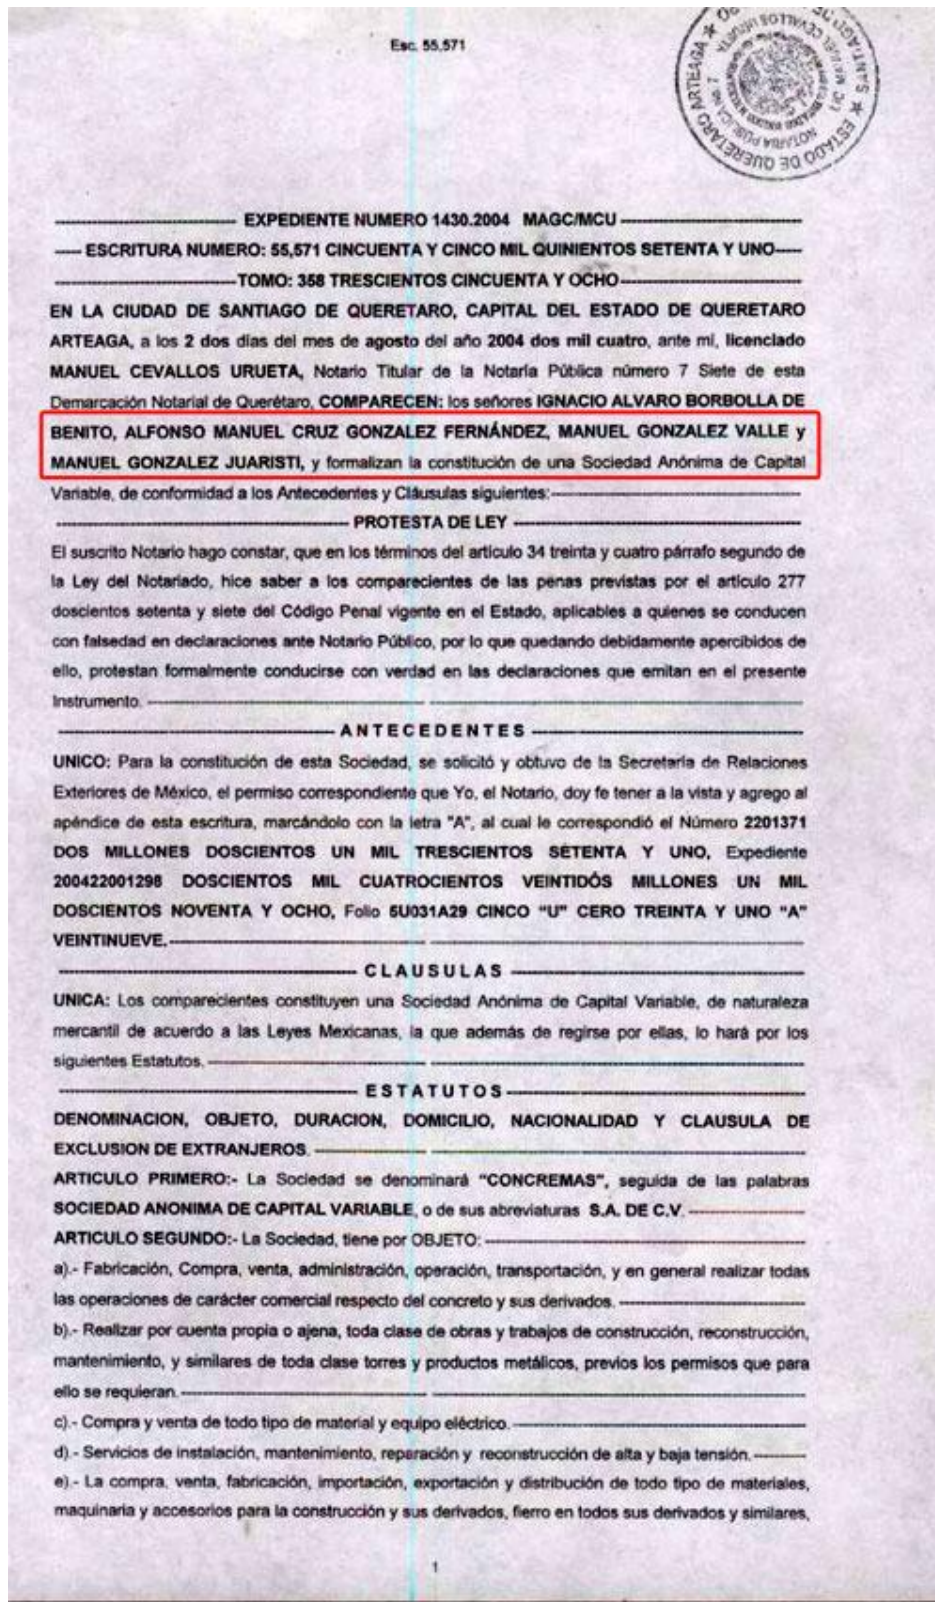 Esc. 55,571
ESTADO DE QUERETARO ARTEAGA
NOTARIA PUBLICA No. 7
EXPEDIENTE NUMERO 1430.2004 MAGC/MCU
ESCRITURA NUMERO: 55,571 CINCUENTA Y CINCO MIL QUINIENTOS SETENTA Y UNO
TOMO: 358 TRESCIENTOS CINCUENTA Y OCHO
EN LA CIUDAD DE SANTIAGO DE QUERETARO, CAPITAL DEL ESTADO DE QUERETARO
ARTEAGA, a los 2 dos días del mes de agosto del año 2004 dos mil cuatro, ante mí, licenciado
MANUEL CEVALLOS URUETA, Notario Titular de la Notaría Pública número 7 Siete de esta
Demarcación Notarial de Querétaro, COMPARECEN: los señores IGNACIO ALVARO BORBOLLA DE
BENITO, ALFONSO MANUEL CRUZ GONZALEZ FERNÁNDEZ, MANUEL GONZALEZ VALLE y
MANUEL GONZALEZ JUARISTI, y formalizan la constitución de una Sociedad Anónima de Capital
Variable, de conformidad a los Antecedentes y Cláusulas siguientes:
PROTESTA DE LEY
El suscrito Notario hago constar, que en los términos del artículo 34 treinta y cuatro párrafo segundo de
la Ley del Notariado, hice saber a los comparecientes de las penas previstas por el artículo 277
doscientos setenta y siete del Código Penal vigente en el Estado, aplicables a quienes se conducen
con falsedad en declaraciones ante Notario Público, por lo que quedando debidamente apercibidos de
ello, protestan formalmente conducirse con verdad en las declaraciones que emitan en el presente
Instrumento.
ANTECEDENTES
UNICO: Para la constitución de esta Sociedad, se solicitó y obtuvo de la Secretaría de Relaciones
Exteriores de México, el permiso correspondiente que Yo, el Notario, doy fe tener a la vista y agrego al
apéndice de esta escritura, marcándolo con la letra "A", al cual le correspondió el Número 2201371
DOS MILLONES DOSCIENTOS UN MIL TRESCIENTOS SETENTA Y UNO, Expediente
200422001298 DOSCIENTOS MIL CUATROCIENTOS VEINTIDÓS MILLONES UN MIL
DOSCIENTOS NOVENTA Y OCHO, Folio 5U031A29 CINCO "U" CERO TREINTA Y UNO "A"
VEINTINUEVE.
CLAUSULAS
UNICA: Los comparecientes constituyen una Sociedad Anónima de Capital Variable, de naturaleza
mercantil de acuerdo a las Leyes Mexicanas, la que además de regirse por ellas, lo hará por los
siguientes Estatutos.
ESTATUTOS
DENOMINACION, OBJETO, DURACION, DOMICILIO, NACIONALIDAD Y CLAUSULA DE
EXCLUSION DE EXTRANJEROS.
ARTICULO PRIMERO:- La Sociedad se denominará "CONCREMAS", seguida de las palabras
SOCIEDAD ANONIMA DE CAPITAL VARIABLE, o de sus abreviaturas S.A. DE C.V.
ARTICULO SEGUNDO:- La Sociedad, tiene por OBJETO:
a).- Fabricación, Compra, venta, administración, operación, transportación, y en general realizar todas
las operaciones de carácter comercial respecto del concreto y sus derivados.
b).- Realizar por cuenta propia o ajena, toda clase de obras y trabajos de construcción, reconstrucción,
mantenimiento, y similares de toda clase torres y productos metálicos, previos los permisos que para
ello se requieran.
c).- Compra y venta de todo tipo de material y equipo eléctrico.
d).- Servicios de instalación, mantenimiento, reparación y reconstrucción de alta y baja tensión.
e).- La compra, venta, fabricación, importación, exportación y distribución de todo tipo de materiales,
maquinaria y accesorios para la construcción y sus derivados, fierro en todos sus derivados y similares,
1